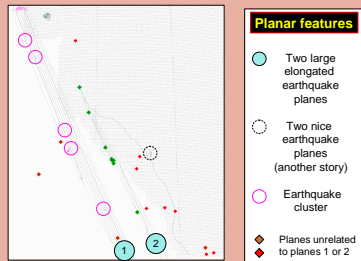 Planar features
Two large
elongated
earthquake
planes
Two nice
earthquake
planes
(another story)
Earthquake
cluster
Planes unrelated
to planes 1 or 2
1
2